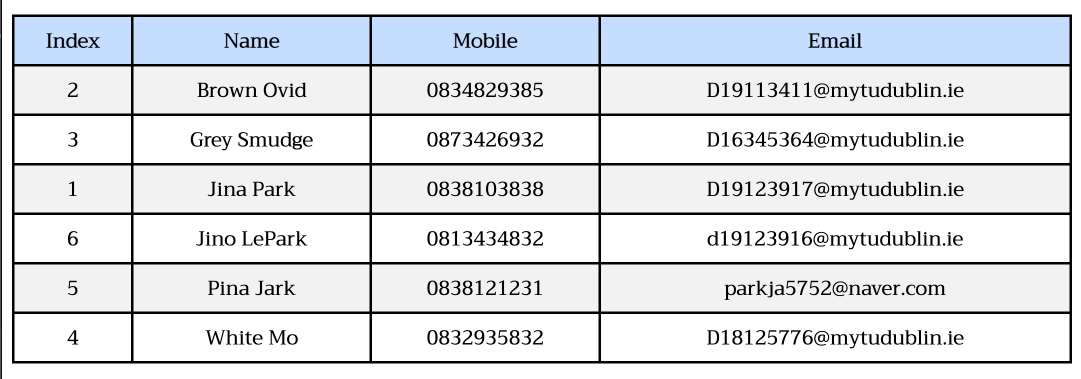 Index Name Mobile Email
2 Brown Ovid 0834829385 D19113411@mytudublin.ie
3 Grey Smudge 0873426932 D16345364@mytudublin.ie
1 Jina Park 0838103838 D19123917@mytudublin.ie
6 Jino LePark 0813434832 d19123916@mytudublin.ie
5 Pina Jark 0838121231 parkja5752@naver.com
4 White Mo 0832935832 D18125776@mytudublin.ie